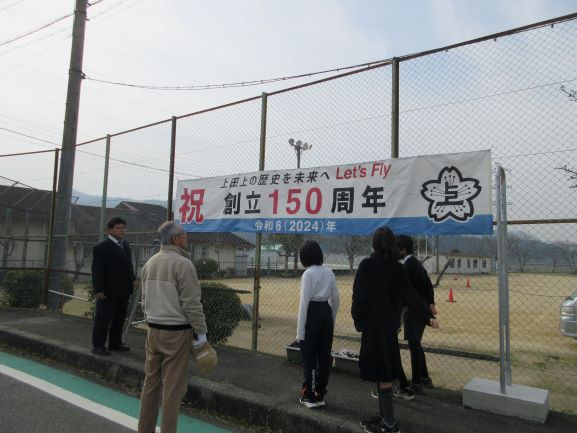 上田上の歴史を未来へ Let's Fly
祝 創立150周年
令和6(2024)年
上